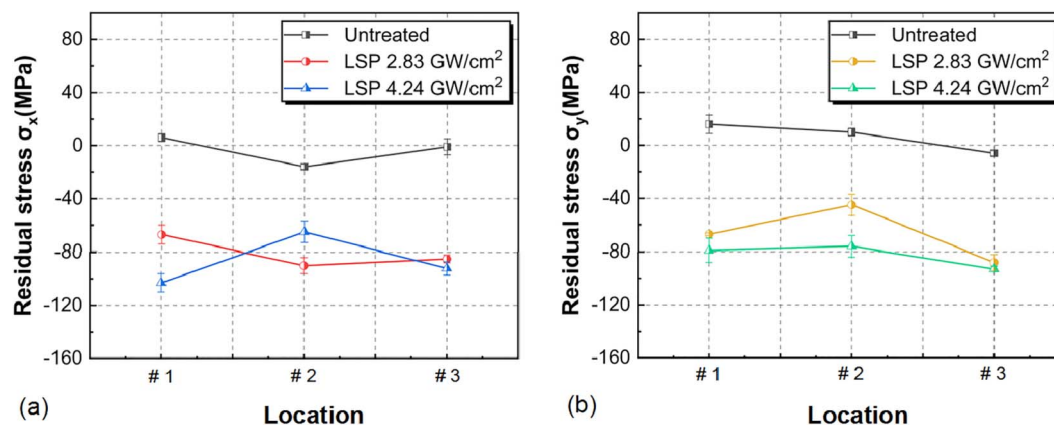 Untreated
LSP 2.83 GW/cm²
LSP 4.24 GW/cm²
Residual stress σx(MPa)
80
40
0
-40
-80
-120
-160
# 1
# 2
# 3
(a)
Location
Untreated
LSP 2.83 GW/cm²
LSP 4.24 GW/cm²
Residual stress σy(MPa)
80
40
0
-40
-80
-120
-160
# 1
# 2
# 3
(b)
Location